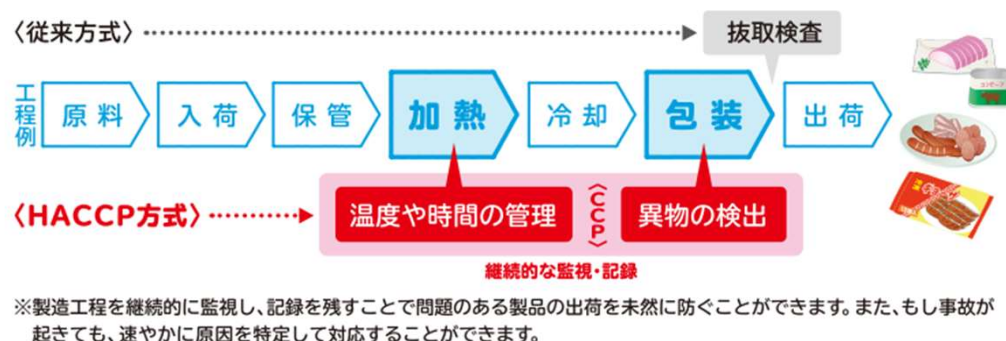 〈従来方式〉
抜取検査
工程例
原料
入荷
保管
加熱
冷却
包装
出荷
〈HACCP方式〉
温度や時間の管理
〈CCP〉
異物の検出
継続的な監視・記録
※製造工程を継続的に監視し、記録を残すことで問題のある製品の出荷を未然に防ぐことができます。また、もし事故が
起きても、速やかに原因を特定して対応することができます。